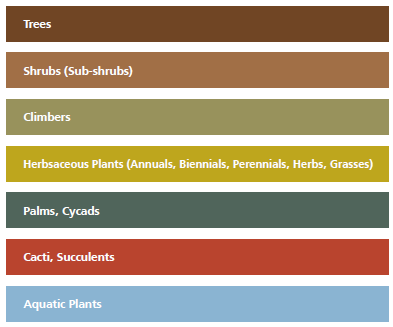 Trees
Shrubs (Sub-shrubs)
Climbers
Herbsaceous Plants (Annuals, Biennials, Perennials, Herbs, Grasses)
Palms, Cycads
Cacti, Succulents
Aquatic Plants